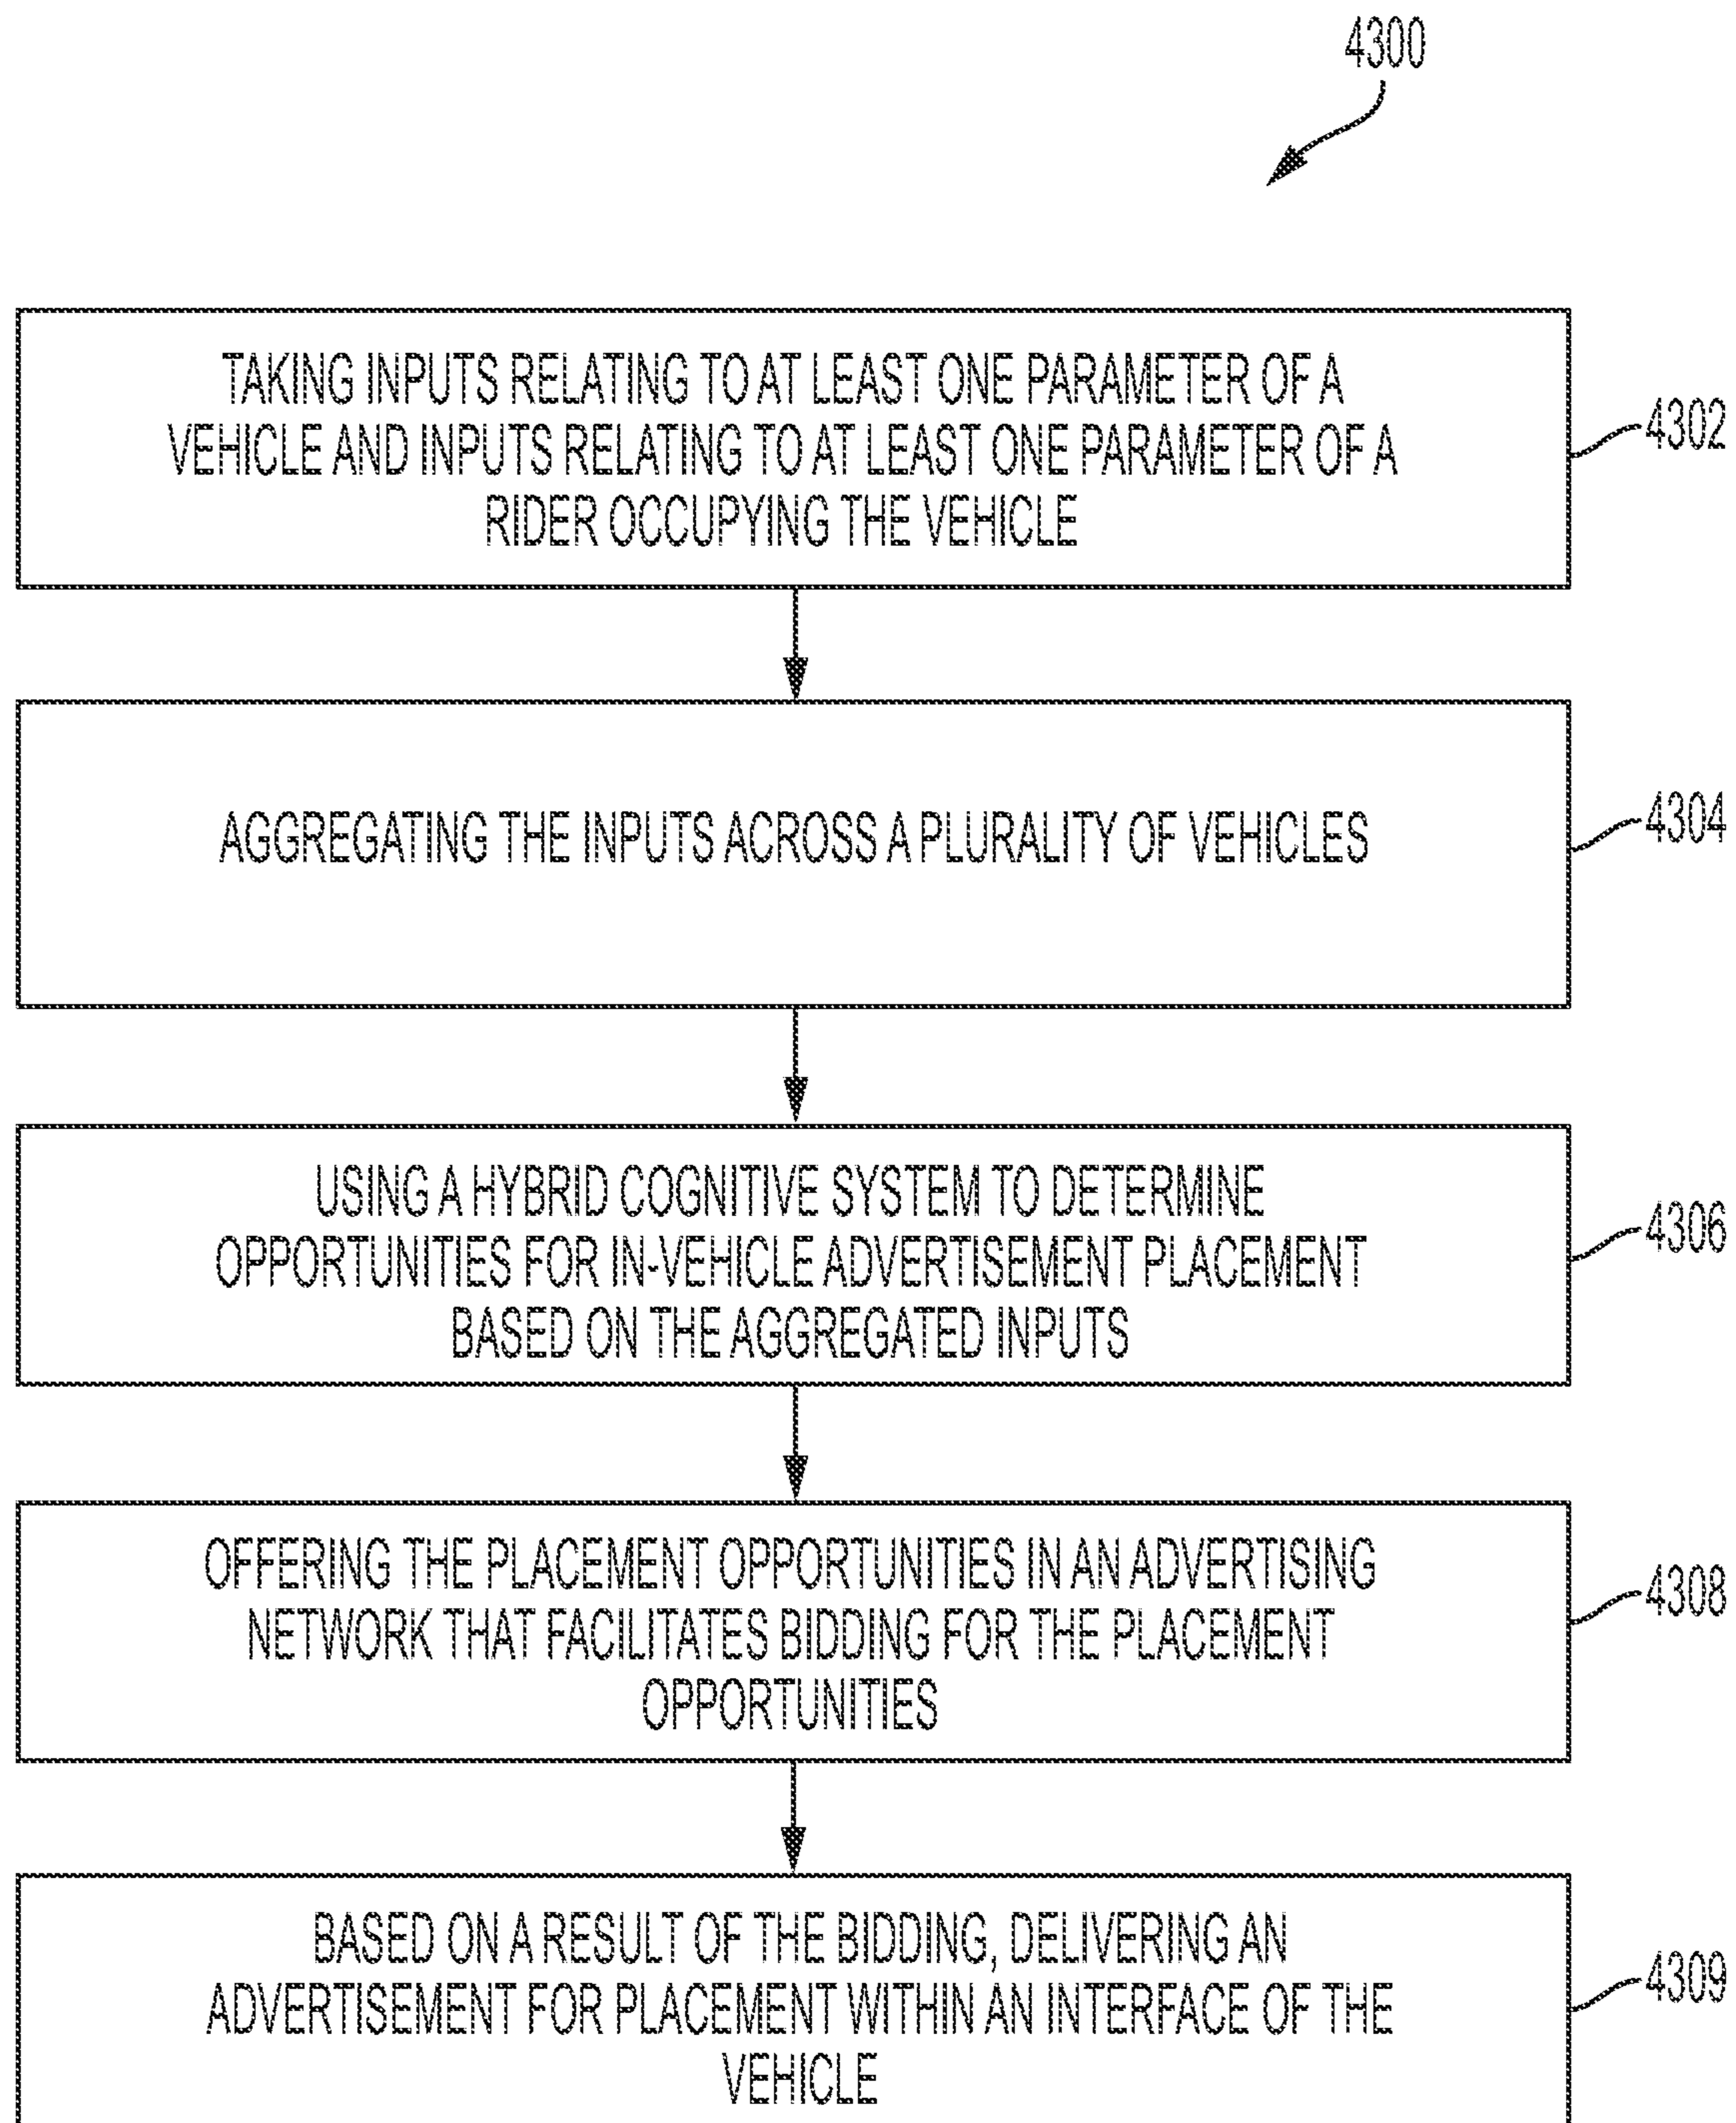 4300
TAKING INPUTS RELATING TO AT LEAST ONE PARAMETER OF A
VEHICLE AND INPUTS RELATING TO AT LEAST ONE PARAMETER OF A
RIDER OCCUPYING THE VEHICLE
4302
AGGREGATING THE INPUTS ACROSS A PLURALITY OF VEHICLES
4304
USING A HYBRID COGNITIVE SYSTEM TO DETERMINE
OPPORTUNITIES FOR IN-VEHICLE ADVERTISEMENT PLACEMENT
BASED ON THE AGGREGATED INPUTS
4306
OFFERING THE PLACEMENT OPPORTUNITIES IN AN ADVERTISING
NETWORK THAT FACILITATES BIDDING FOR THE PLACEMENT
OPPORTUNITIES
4308
BASED ON A RESULT OF THE BIDDING, DELIVERING AN
ADVERTISEMENT FOR PLACEMENT WITHIN AN INTERFACE OF THE
VEHICLE
4309